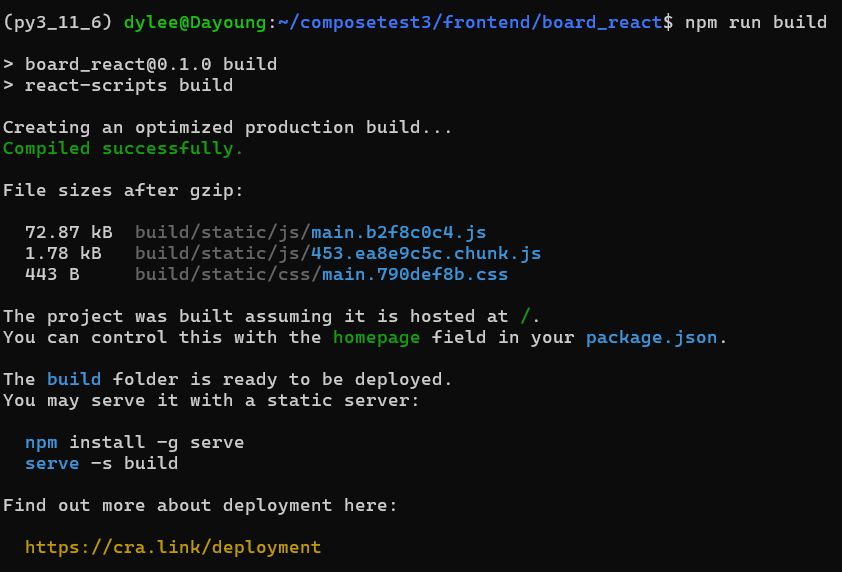 (py3_11_6) dylee@Dayoung:~/composetest3/frontend/board_react$ npm run build
> board_react@0.1.0 build
> react-scripts build
Creating an optimized production build...
Compiled successfully.
File sizes after gzip:
72.87 kB  build/static/js/main.b2f8c0c4.js
1.78 kB   build/static/js/453.ea8e9c5c.chunk.js
443 B     build/static/css/main.790def8b.css
The project was built assuming it is hosted at /.
You can control this with the homepage field in your package.json.
The build folder is ready to be deployed.
You may serve it with a static server:
npm install -g serve
serve -s build
Find out more about deployment here:
https://cra.link/deployment